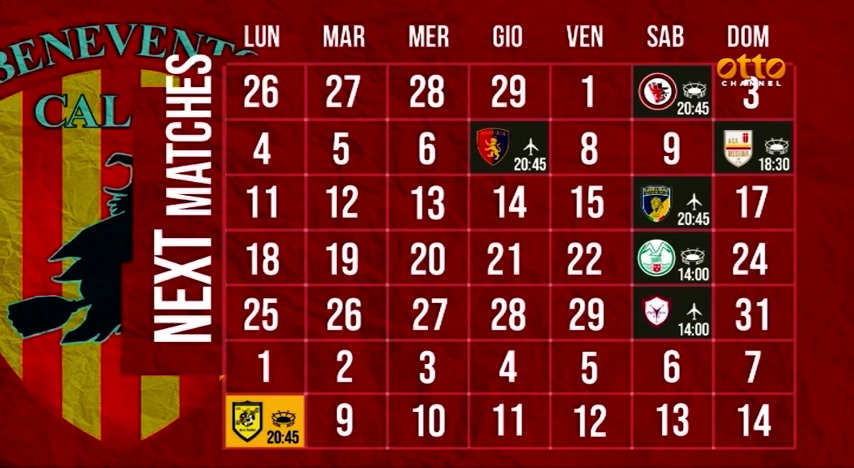 BENEVENTO
CAL
NEXT MATCHES
LUN MAR MER GIO VEN SAB DOM
otto
CHANNEL
26 27 28 29 1 20:45 3
4 5 6 20:45 8 9 18:30
11 12 13 14 15 20:45 17
18 19 20 21 22 14:00 24
25 26 27 28 29 14:00 31
1 2 3 4 5 6 7
20:45 9 10 11 12 13 14